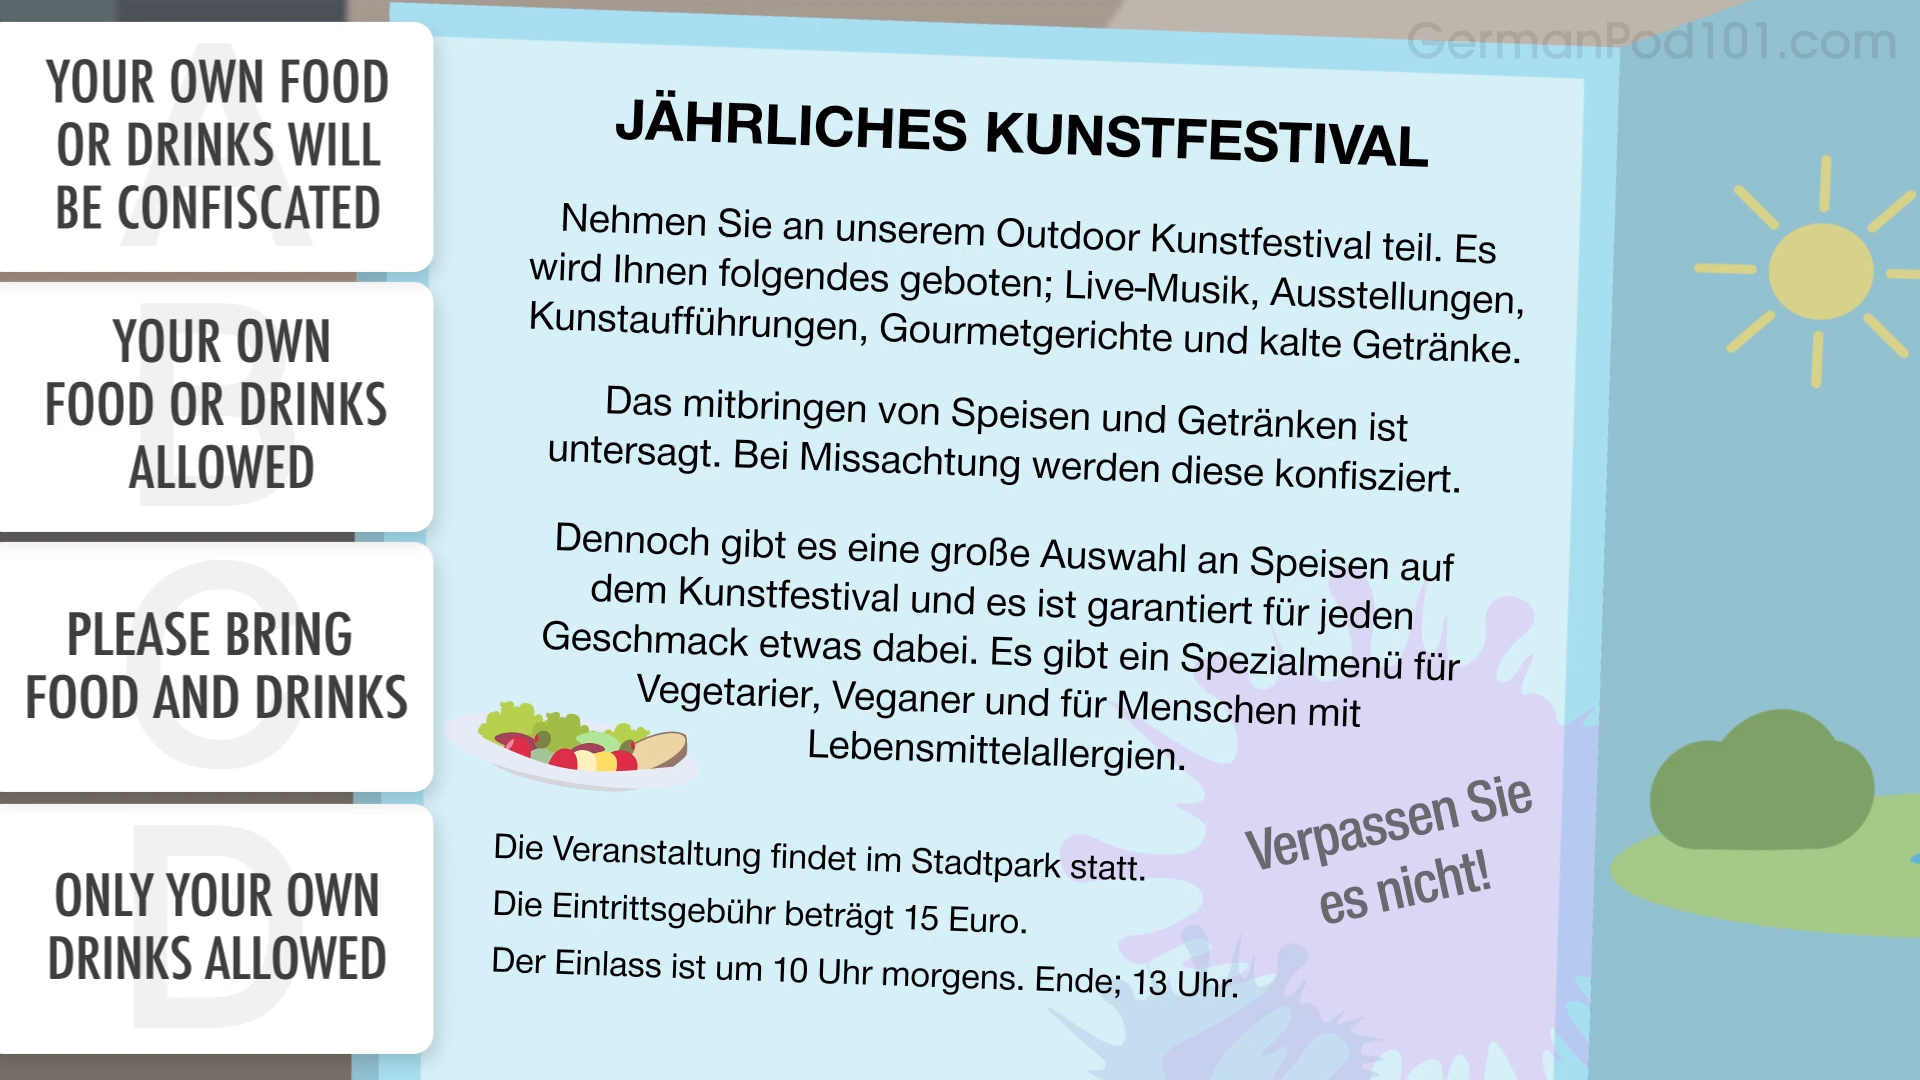 YOUR OWN FOOD
OR DRINKS WILL
BE CONFISCATED
A
YOUR OWN
FOOD OR DRINKS
ALLOWED
B
PLEASE BRING
FOOD AND DRINKS
C
ONLY YOUR OWN
DRINKS ALLOWED
D
GermanPod101.com
JÄHRLICHES KUNSTFESTIVAL
Nehmen Sie an unserem Outdoor Kunstfestival teil. Es
wird Ihnen folgendes geboten; Live-Musik, Ausstellungen,
Kunstaufführungen, Gourmetgerichte und kalte Getränke.
Das mitbringen von Speisen und Getränken ist
untersagt. Bei Missachtung werden diese konfisziert.
Dennoch gibt es eine große Auswahl an Speisen auf
dem Kunstfestival und es ist garantiert für jeden
Geschmack etwas dabei. Es gibt ein Spezialmenü für
Vegetarier, Veganer und für Menschen mit
Lebensmittelallergien.
Verpassen Sie
es nicht!
Die Veranstaltung findet im Stadtpark statt.
Die Eintrittsgebühr beträgt 15 Euro.
Der Einlass ist um 10 Uhr morgens. Ende; 13 Uhr.